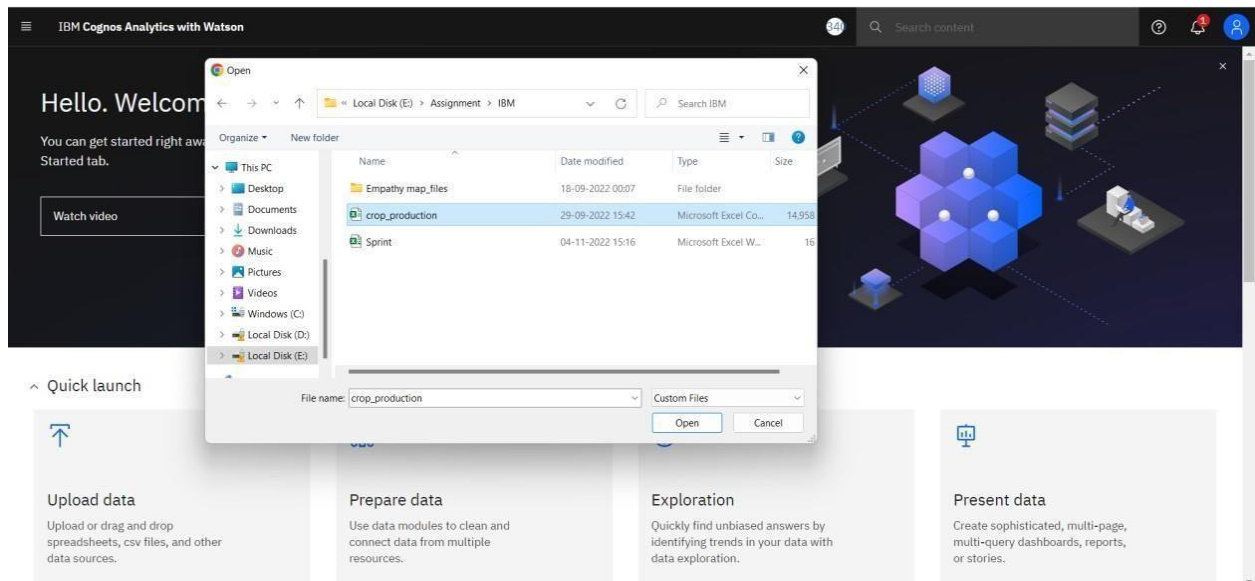 IBM Cognos Analytics with Watson
Search content
1
Hello. Welcom
You can get started right awa
Started tab.
Watch video
Open
« Local Disk (E:) > Assignment > IBM
Search IBM
Organize
New folder
Name
Date modified
Type
Size
This PC
Desktop
Documents
Downloads
Music
Pictures
Videos
Windows (C:)
Local Disk (D:)
Local Disk (E:)
Empathy map_files
18-09-2022 00:07
File folder
crop_production
29-09-2022 15:42
Microsoft Excel Co...
14,958
Sprint
04-11-2022 15:16
Microsoft Excel W...
16
File name:
crop_production
Custom Files
Open
Cancel
Quick launch
Upload data
Upload or drag and drop
spreadsheets, csv files, and other
data sources.
Prepare data
Use data modules to clean and
connect data from multiple
resources.
Exploration
Quickly find unbiased answers by
identifying trends in your data with
data exploration.
Present data
Create sophisticated, multi-page,
multi-query dashboards, reports,
or stories.